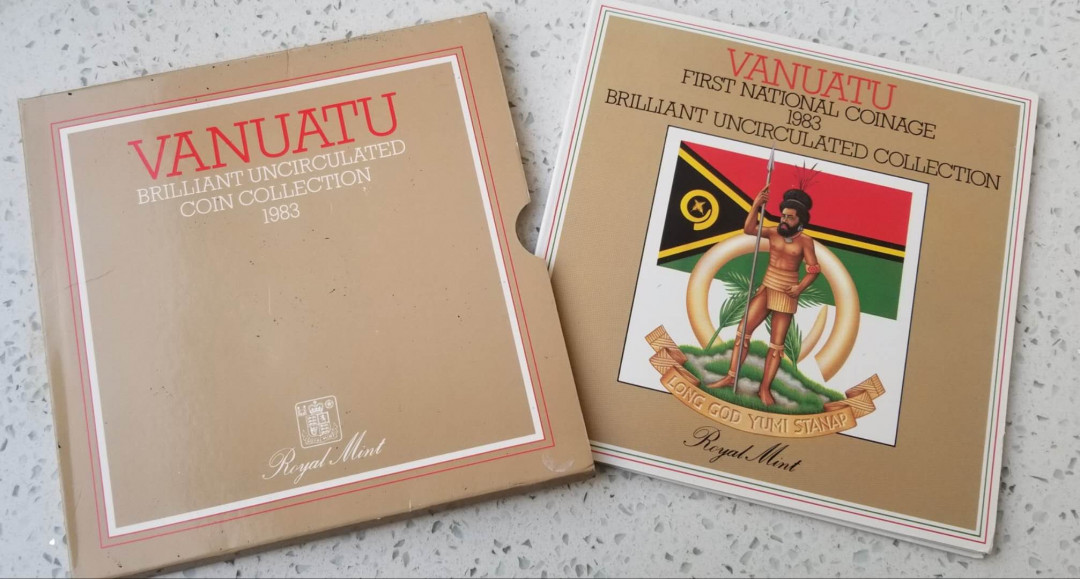 VANUATU
BRILLIANT UNCIRCULATED
COIN COLLECTION
1983
Royal Mint
VANUATU
FIRST NATIONAL COINAGE
1983
BRILLIANT UNCIRCULATED COLLECTION
LONG GOD YUMI STANAP
Royal Mint